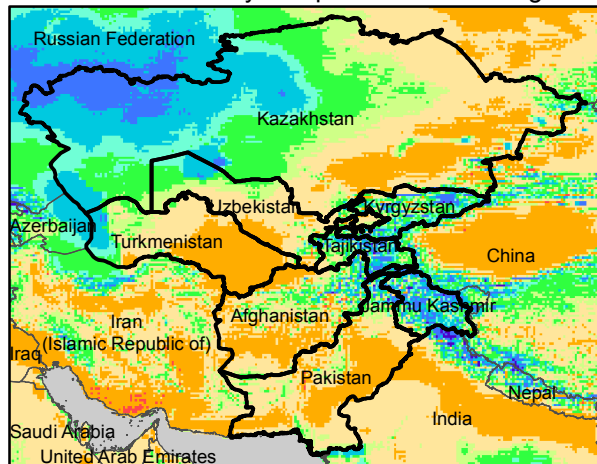 Russian Federation
Kazakhstan
Uzbekistan
Kyrgyzstan
Azerbaijan
Turkmenistan
Tajikistan
China
Iran
(Islamic Republic of)
Afghanistan
Jammu Kashmir
Iraq
Pakistan
Nepal
India
Saudi Arabia
United Arab Emirates